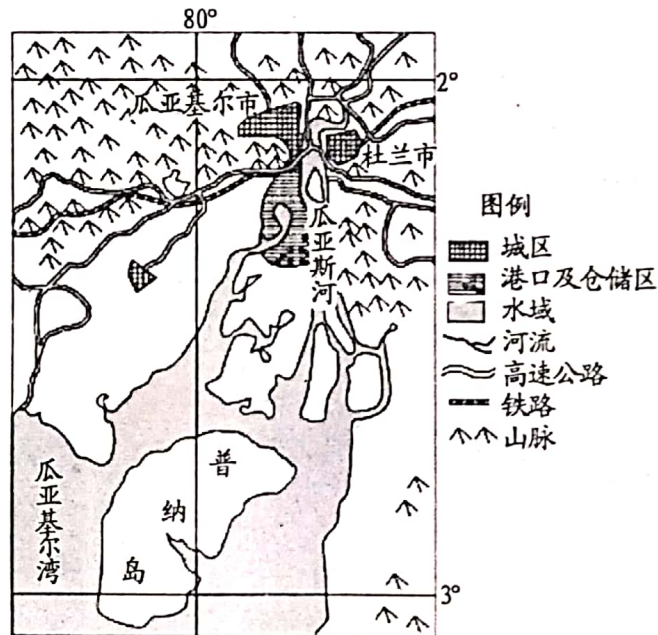 80°
2°
瓜亚基尔市
杜兰市
瓜亚斯河
瓜亚基尔湾
普纳岛
3°
图例
城区
港口及仓储区
水域
河流
高速公路
铁路
山脉